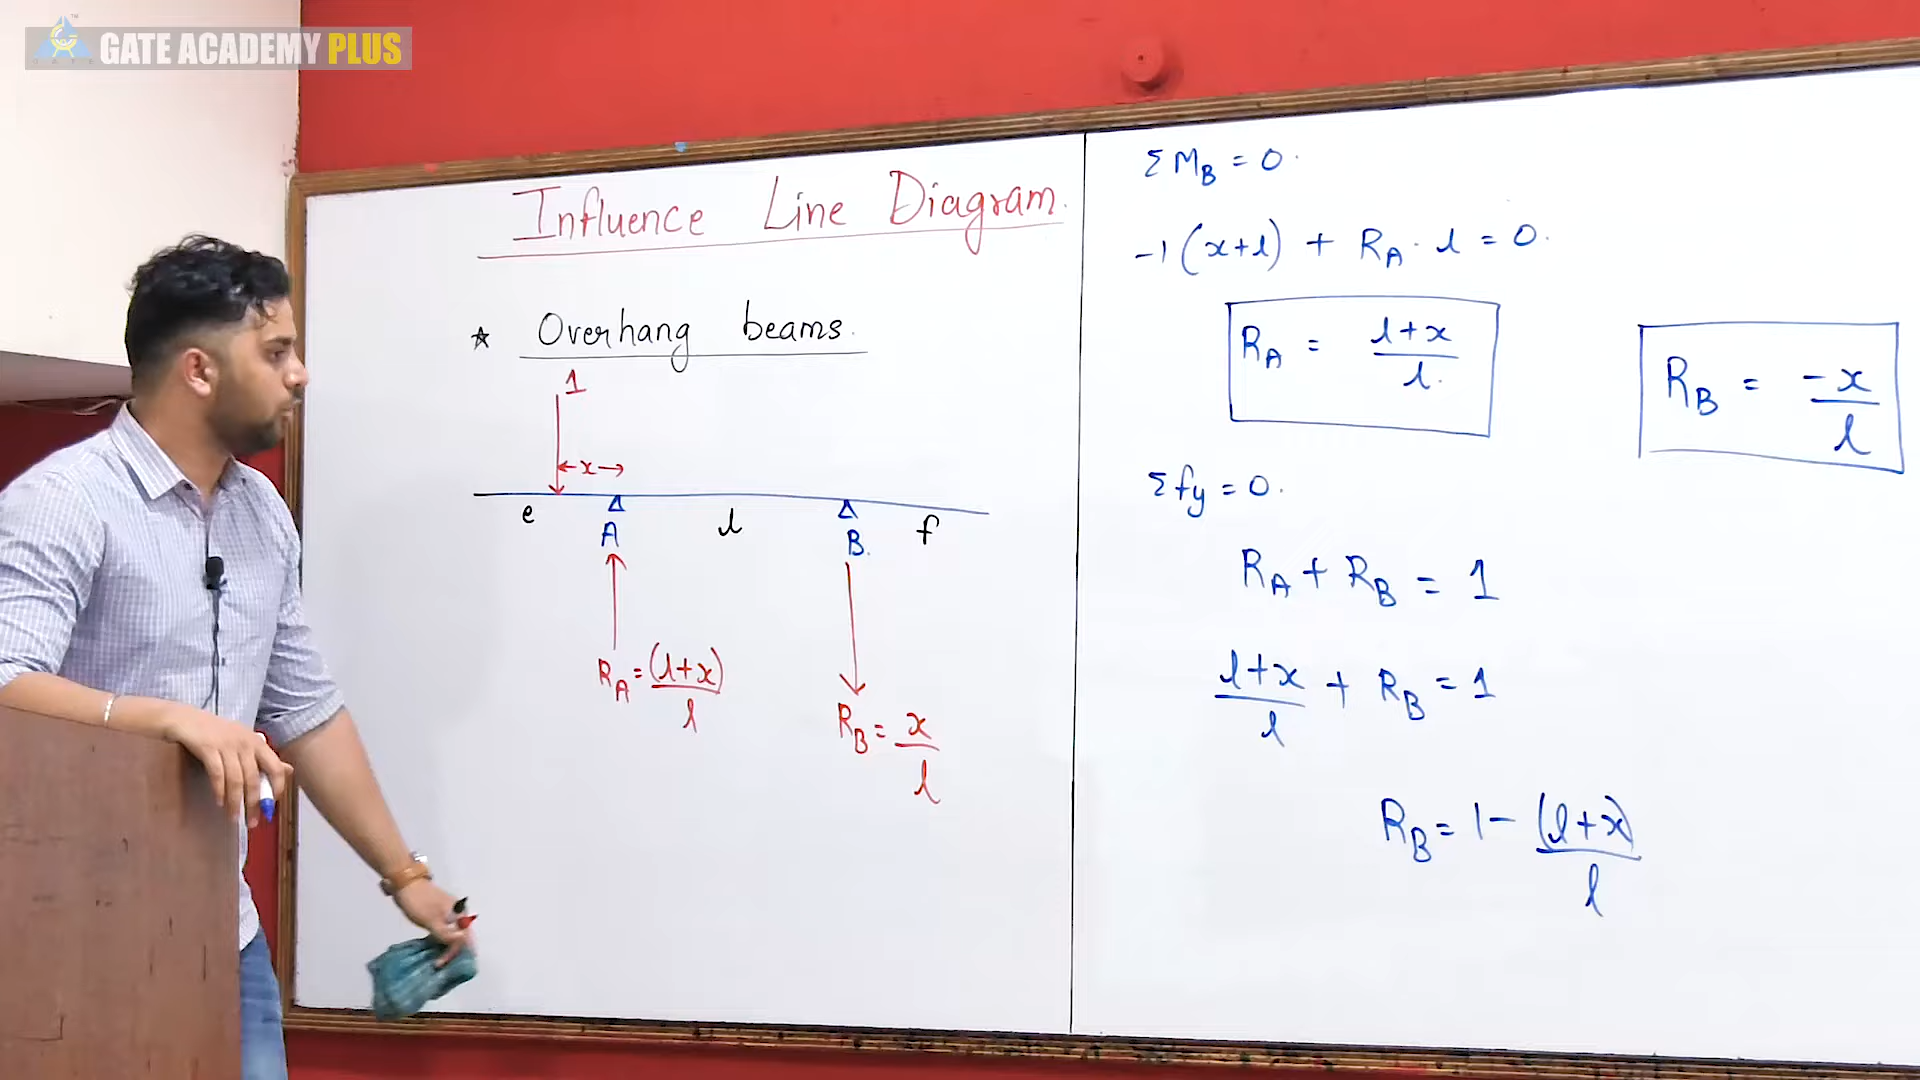 GATE ACADEMY PLUS
Influence Line Diagram.
☆ Overhang beams.
1
←x→
e l f
A B.
R_A = (l+x)/l
R_B = x/l
ΣM_B = 0.
-1(x+l) + R_A · l = 0.
R_A = l+x/l.
R_B = -x/l
Σfy = 0.
R_A + R_B = 1
l+x/l + R_B = 1
R_B = 1 - (l+x)/l